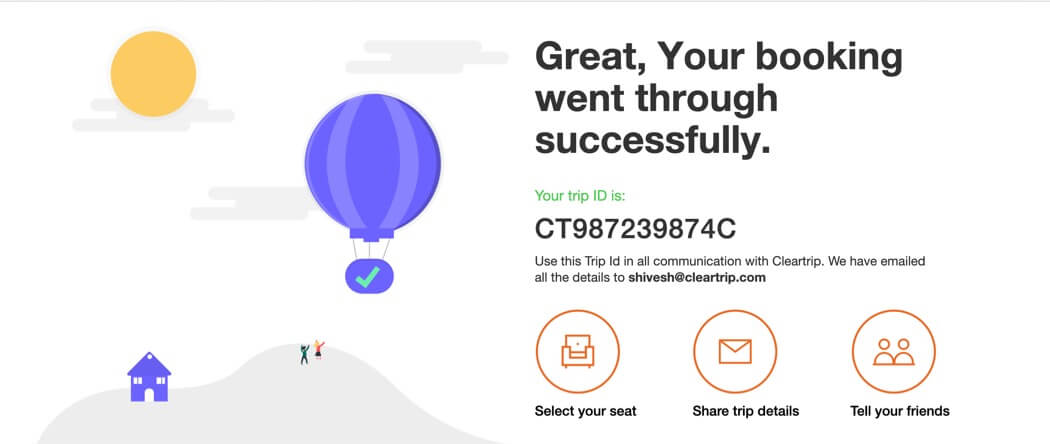 Great, Your booking
went through
successfully.
Your trip ID is:
CT987239874C
Use this Trip Id in all communication with Cleartrip. We have emailed
all the details to shivesh@cleartrip.com
Select your seat
Share trip details
Tell your friends